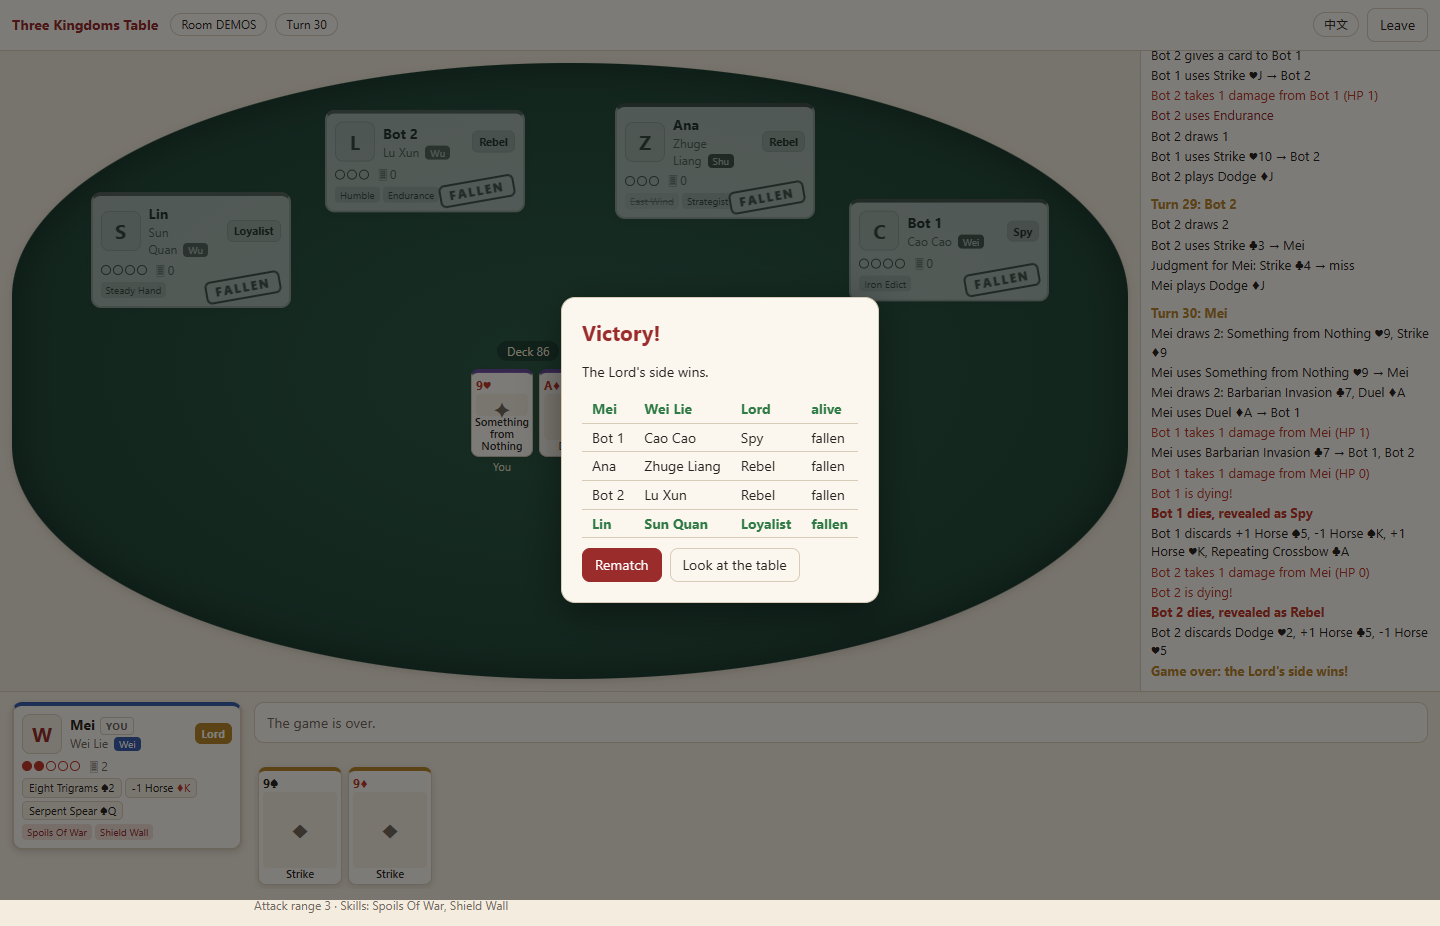 Three Kingdoms Table
Room DEMOS
Turn 30
中文
Leave
L
Bot 2
Lu Xun Wu
Rebel
0
Humble Endurance
FALLEN
Z
Ana
Zhuge
Liang Shu
Rebel
0
East Wind Strategist
FALLEN
S
Lin
Sun
Quan Wu
Loyalist
0
Steady Hand
FALLEN
C
Bot 1
Cao Cao Wei
Spy
0
Iron Edict
FALLEN
Deck 86
9♥
Something
from
Nothing
You
A♦
Victory!
The Lord's side wins.
Mei Wei Lie Lord alive
Bot 1 Cao Cao Spy fallen
Ana Zhuge Liang Rebel fallen
Bot 2 Lu Xun Rebel fallen
Lin Sun Quan Loyalist fallen
Rematch
Look at the table
Bot 2 gives a card to Bot 1
Bot 1 uses Strike ♥J → Bot 2
Bot 2 takes 1 damage from Bot 1 (HP 1)
Bot 2 uses Endurance
Bot 2 draws 1
Bot 1 uses Strike ♥10 → Bot 2
Bot 2 plays Dodge ♦J
Turn 29: Bot 2
Bot 2 draws 2
Bot 2 uses Strike ♣3 → Mei
Judgment for Mei: Strike ♣4 → miss
Mei plays Dodge ♦J
Turn 30: Mei
Mei draws 2: Something from Nothing ♥9, Strike
♦9
Mei uses Something from Nothing ♥9 → Mei
Mei draws 2: Barbarian Invasion ♣7, Duel ♦A
Mei uses Duel ♦A → Bot 1
Bot 1 takes 1 damage from Mei (HP 1)
Mei uses Barbarian Invasion ♣7 → Bot 1, Bot 2
Bot 1 takes 1 damage from Mei (HP 0)
Bot 1 is dying!
Bot 1 dies, revealed as Spy
Bot 1 discards +1 Horse ♠5, -1 Horse ♠K, +1
Horse ♥K, Repeating Crossbow ♣A
Bot 2 takes 1 damage from Mei (HP 0)
Bot 2 is dying!
Bot 2 dies, revealed as Rebel
Bot 2 discards Dodge ♥2, +1 Horse ♣5, -1 Horse
♥5
Game over: the Lord's side wins!
W
Mei YOU
Wei Lie Wei
Lord
2
Eight Trigrams ♠2 -1 Horse ♦K
Serpent Spear ♠Q
Spoils Of War Shield Wall
The game is over.
9♠
Strike
9♦
Strike
Attack range 3 · Skills: Spoils Of War, Shield Wall